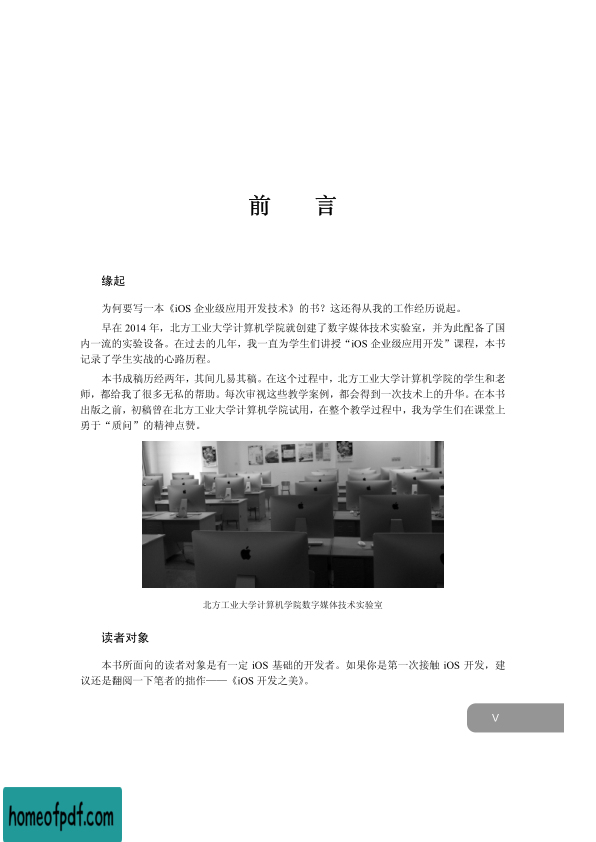 前　言
缘起
为何要写一本《iOS 企业级应用开发技术》的书？这还得从我的工作经历说起。
早在 2014 年，北方工业大学计算机学院就创建了数字媒体技术实验室，并为此配备了国
内一流的实验设备。在过去的几年，我一直为学生们讲授“iOS 企业级应用开发”课程，本书
记录了学生实战的心路历程。
本书成稿历经两年，其间几易其稿。在这个过程中，北方工业大学计算机学院的学生和老
师，都给我了很多无私的帮助。每次审视这些教学案例，都会得到一次技术上的升华。在本书
出版之前，初稿曾在北方工业大学计算机学院试用，在整个教学过程中，我为学生们在课堂上
勇于“质问”的精神点赞。
北方工业大学计算机学院数字媒体技术实验室
读者对象
本书所面向的读者对象是有一定 iOS 基础的开发者。如果你是第一次接触 iOS 开发，建
议还是翻阅一下笔者的拙作——《iOS 开发之美》。
V
homeofpdf.com